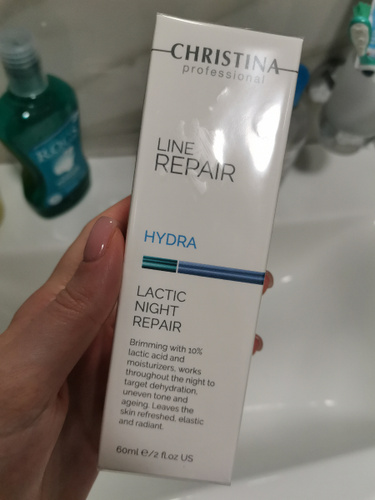 CHRISTINA
professional
LINE
REPAIR
HYDRA
LACTIC
NIGHT
REPAIR
Brimming with 10%
lactic acid and
moisturizers, works
throughout the night to
target dehydration,
uneven tone and
ageing. Leaves the
skin refreshed, elastic
and radiant.
60ml ℮/2 fl.oz US
R.O.C.S.